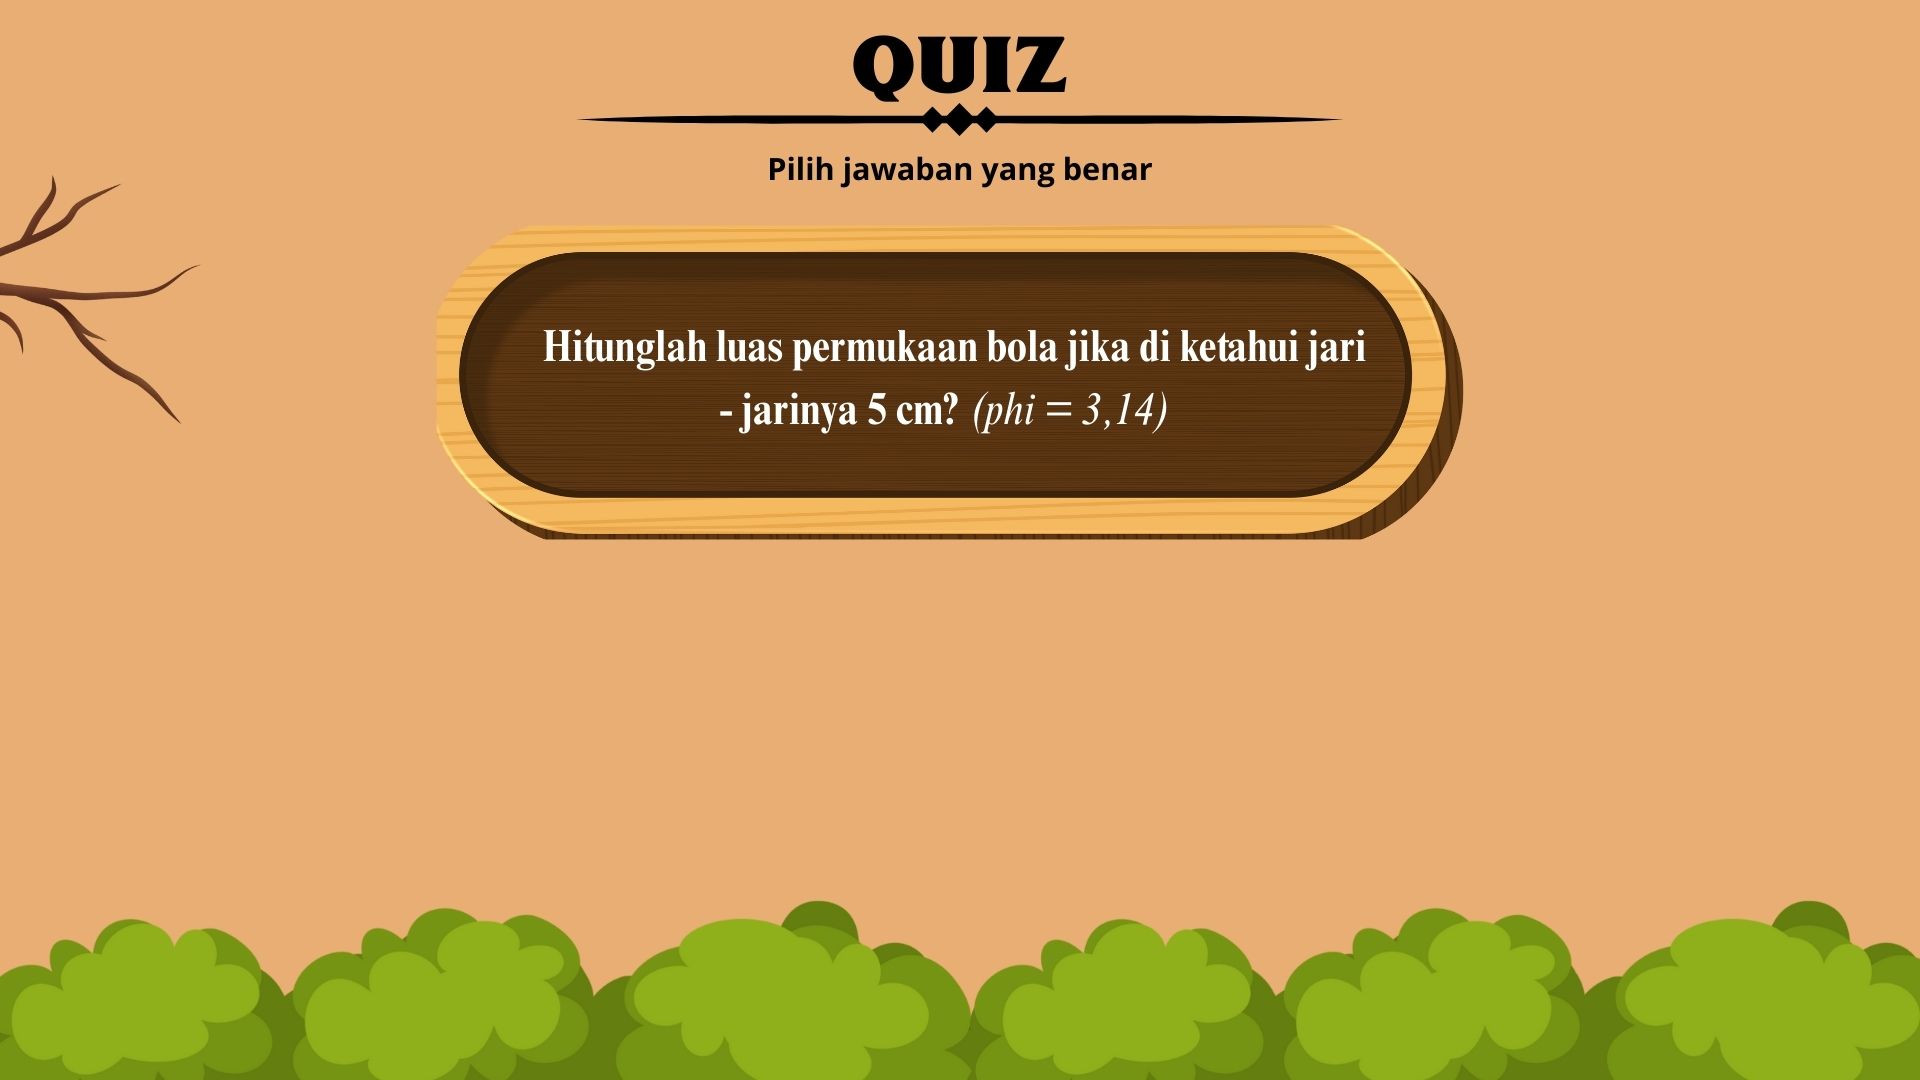 QUIZ
Pilih jawaban yang benar
Hitunglah luas permukaan bola jika di ketahui jari
- jarinya 5 cm? (phi = 3,14)